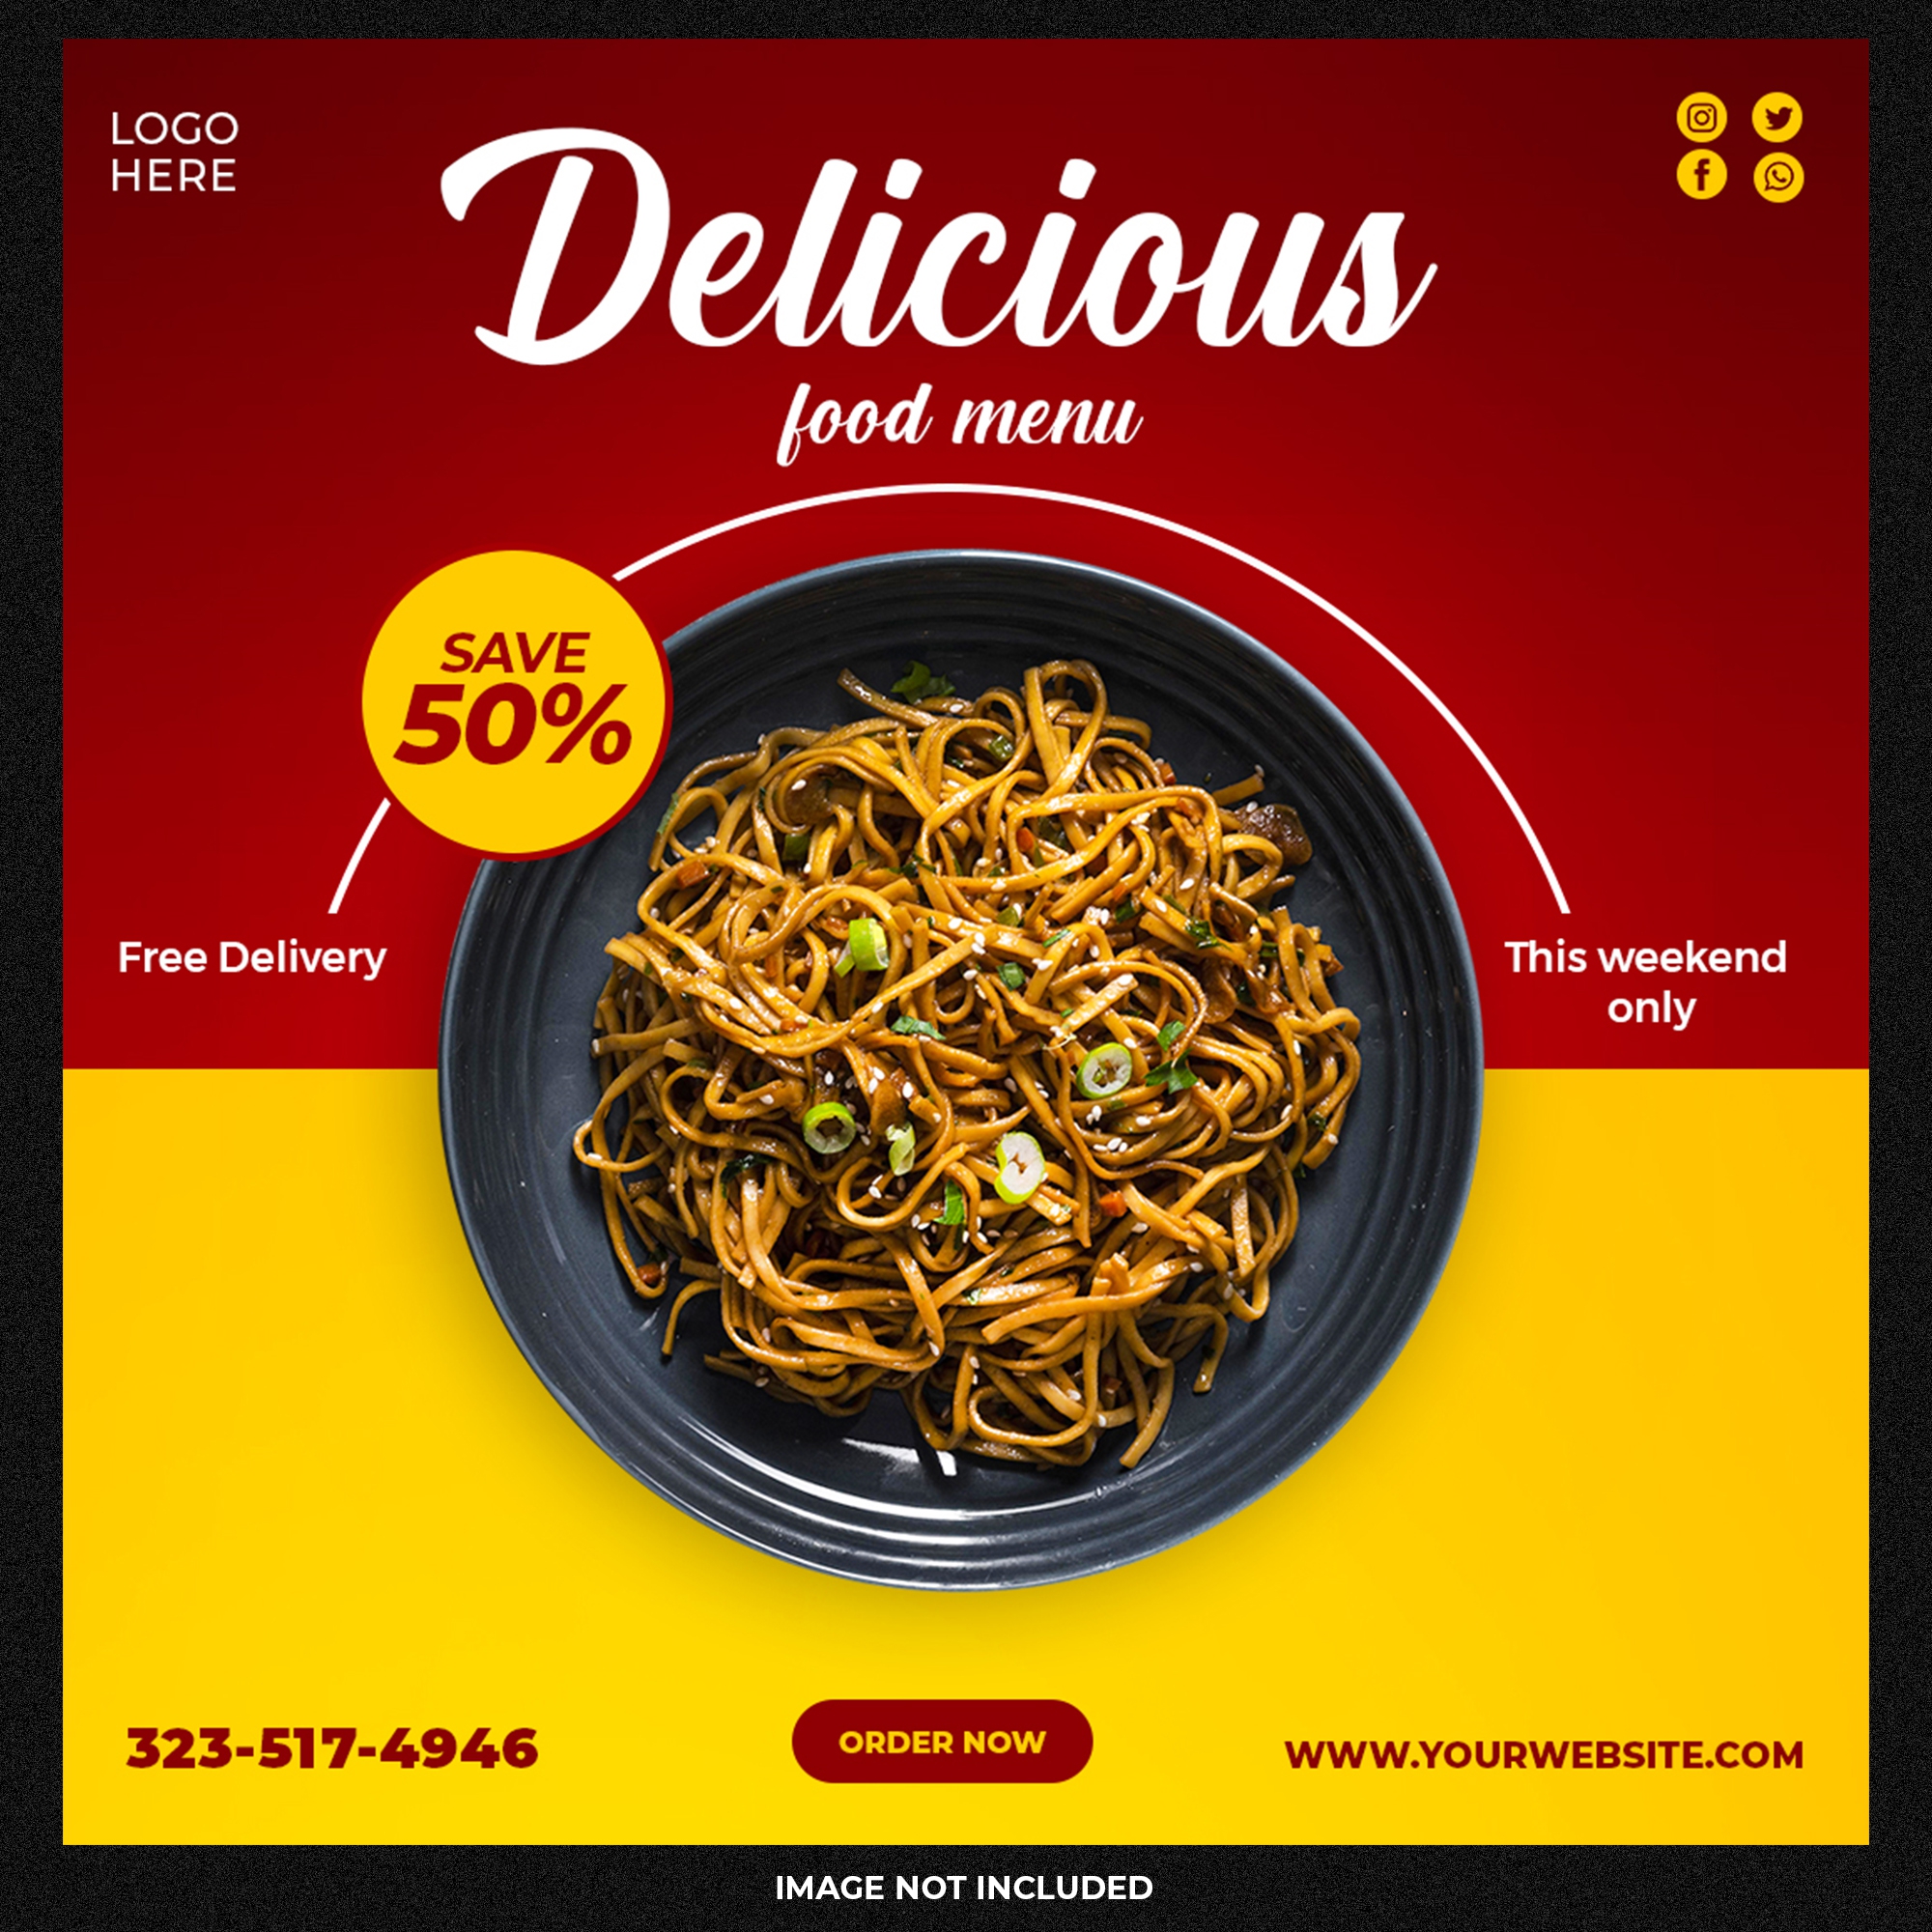 LOGO
HERE
Delicious
food menu
SAVE
50%
Free Delivery
This weekend
only
323-517-4946
ORDER NOW
WWW.YOURWEBSITE.COM
IMAGE NOT INCLUDED